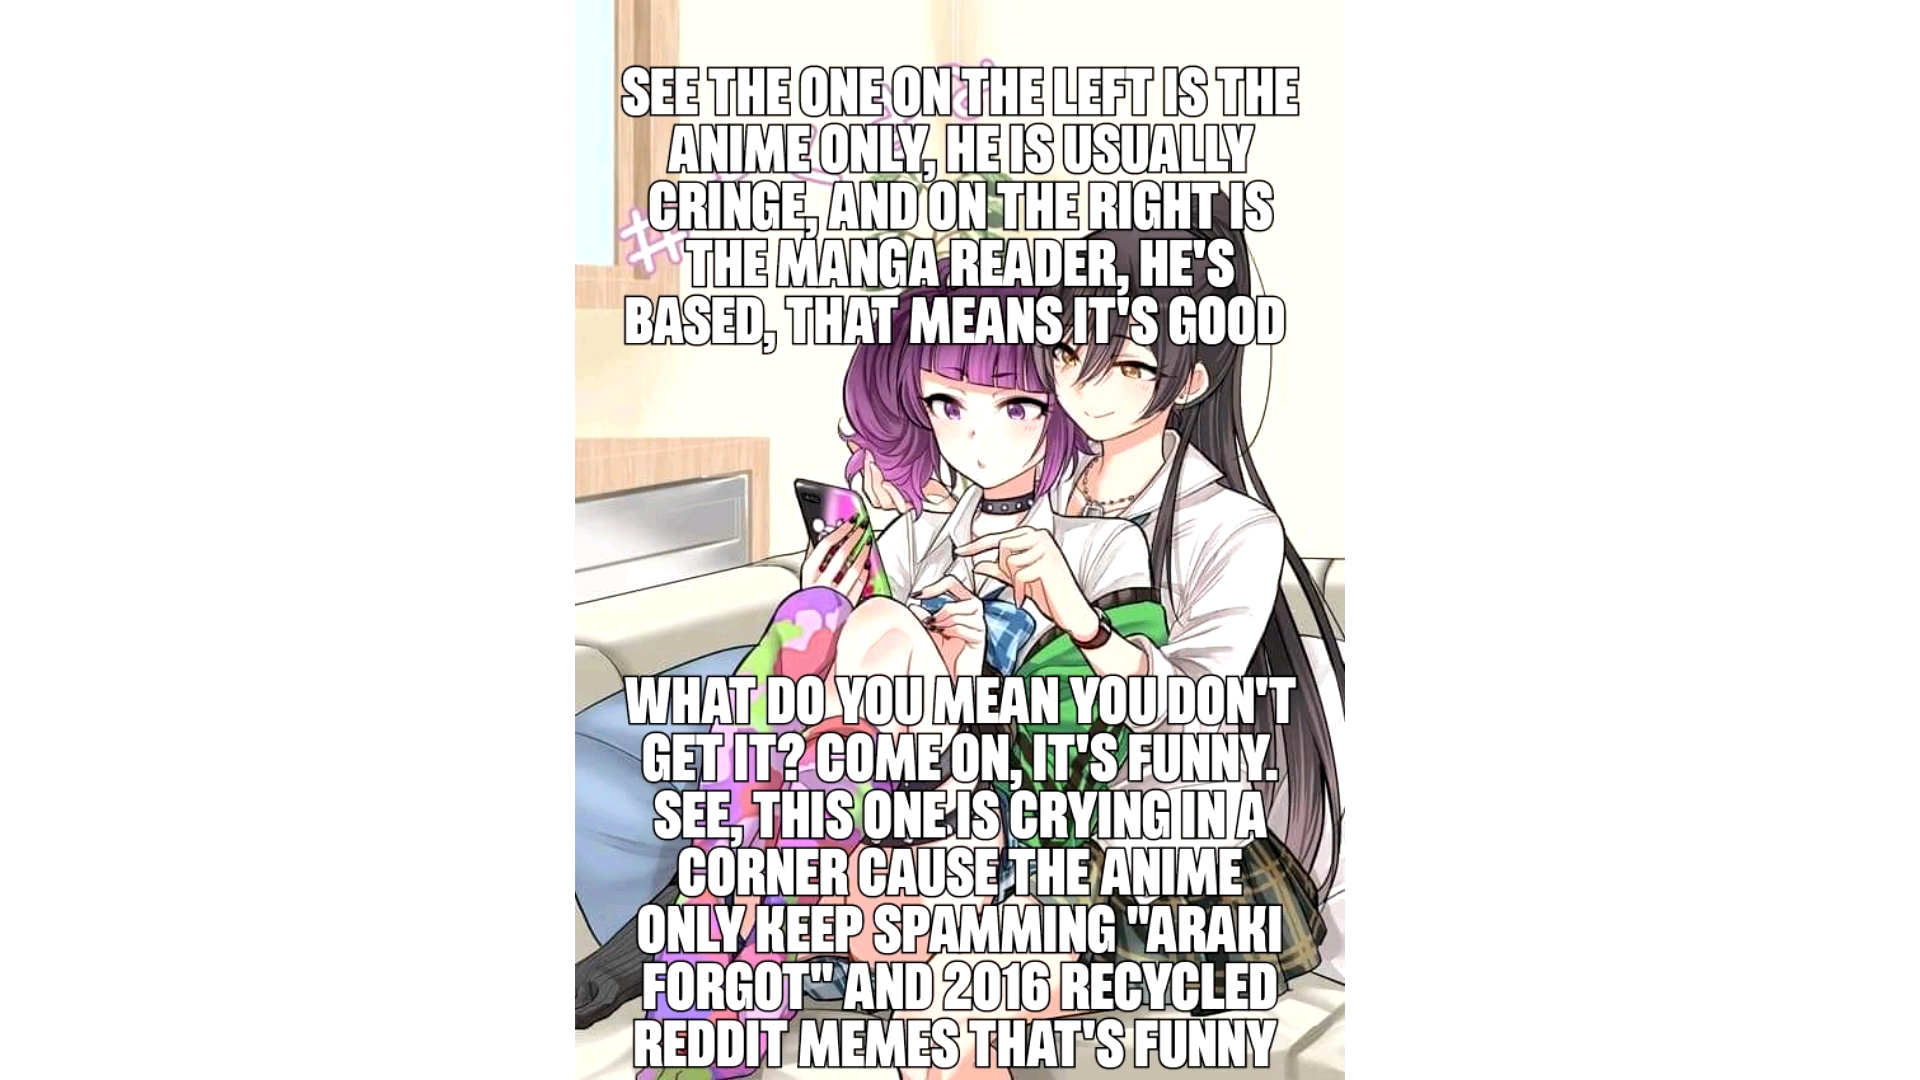 SEE THE ONE ON THE LEFT IS THE
ANIME ONLY, HE IS USUALLY
CRINGE, AND ON THE RIGHT IS
THE MANGA READER, HE'S
BASED, THAT MEANS IT'S GOOD
WHAT DO YOU MEAN YOU DON'T
GET IT? COME ON, IT'S FUNNY.
SEE, THIS ONE IS CRYING IN A
CORNER CAUSE THE ANIME
ONLY KEEP SPAMMING "ARAKI
FORGOT" AND 2016 RECYCLED
REDDIT MEMES THAT'S FUNNY